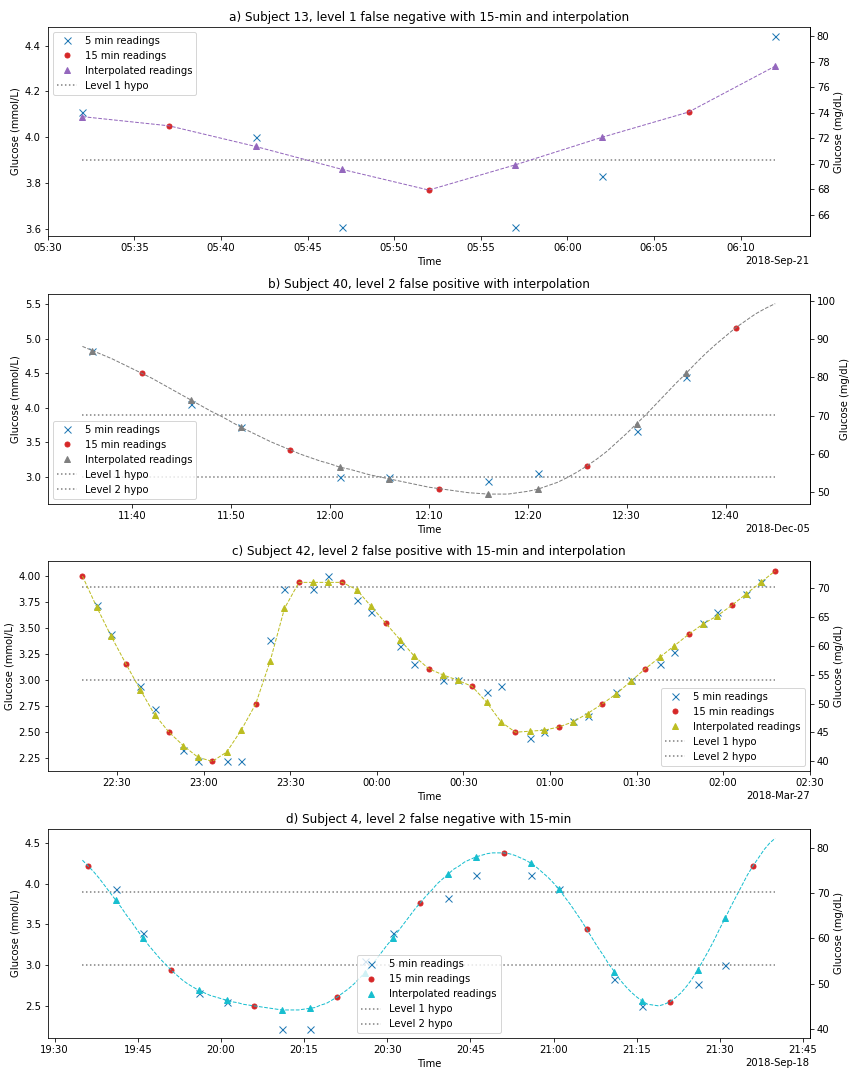 a) Subject 13, level 1 false negative with 15-min and interpolation
5 min readings
15 min readings
Interpolated readings
Level 1 hypo
Glucose (mmol/L)
4.4
4.2
4.0
3.8
3.6
80
78
76
74
72
70
68
66
Glucose (mg/dL)
05:30 05:35 05:40 05:45 05:50 05:55 06:00 06:05 06:10
Time
2018-Sep-21
b) Subject 40, level 2 false positive with interpolation
Glucose (mmol/L)
5.5
5.0
4.5
4.0
3.5
3.0
5 min readings
15 min readings
Interpolated readings
Level 1 hypo
Level 2 hypo
100
90
80
70
60
50
Glucose (mg/dL)
11:40 11:50 12:00 12:10 12:20 12:30 12:40
Time
2018-Dec-05
c) Subject 42, level 2 false positive with 15-min and interpolation
Glucose (mmol/L)
4.00
3.75
3.50
3.25
3.00
2.75
2.50
2.25
5 min readings
15 min readings
Interpolated readings
Level 1 hypo
Level 2 hypo
70
65
60
55
50
45
40
Glucose (mg/dL)
22:30 23:00 23:30 00:00 00:30 01:00 01:30 02:00 02:30
Time
2018-Mar-27
d) Subject 4, level 2 false negative with 15-min
Glucose (mmol/L)
4.5
4.0
3.5
3.0
2.5
5 min readings
15 min readings
Interpolated readings
Level 1 hypo
Level 2 hypo
80
70
60
50
40
Glucose (mg/dL)
19:30 19:45 20:00 20:15 20:30 20:45 21:00 21:15 21:30 21:45
Time
2018-Sep-18